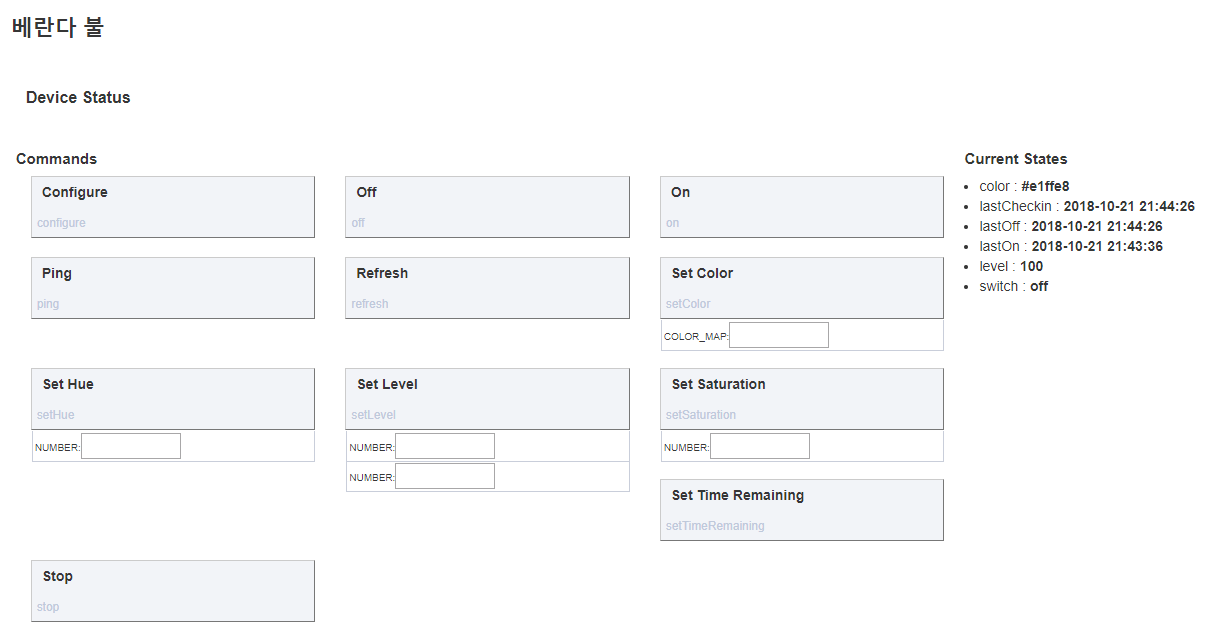 베란다 불
Device Status
Commands
Configure
configure
Off
off
On
on
Ping
ping
Refresh
refresh
Set Color
setColor
COLOR_MAP:
Set Hue
setHue
NUMBER:
Set Level
setLevel
NUMBER:
NUMBER:
Set Saturation
setSaturation
NUMBER:
Set Time Remaining
setTimeRemaining
Stop
stop
Current States
color : #e1ffe8
lastCheckin : 2018-10-21 21:44:26
lastOff : 2018-10-21 21:44:26
lastOn : 2018-10-21 21:43:36
level : 100
switch : off